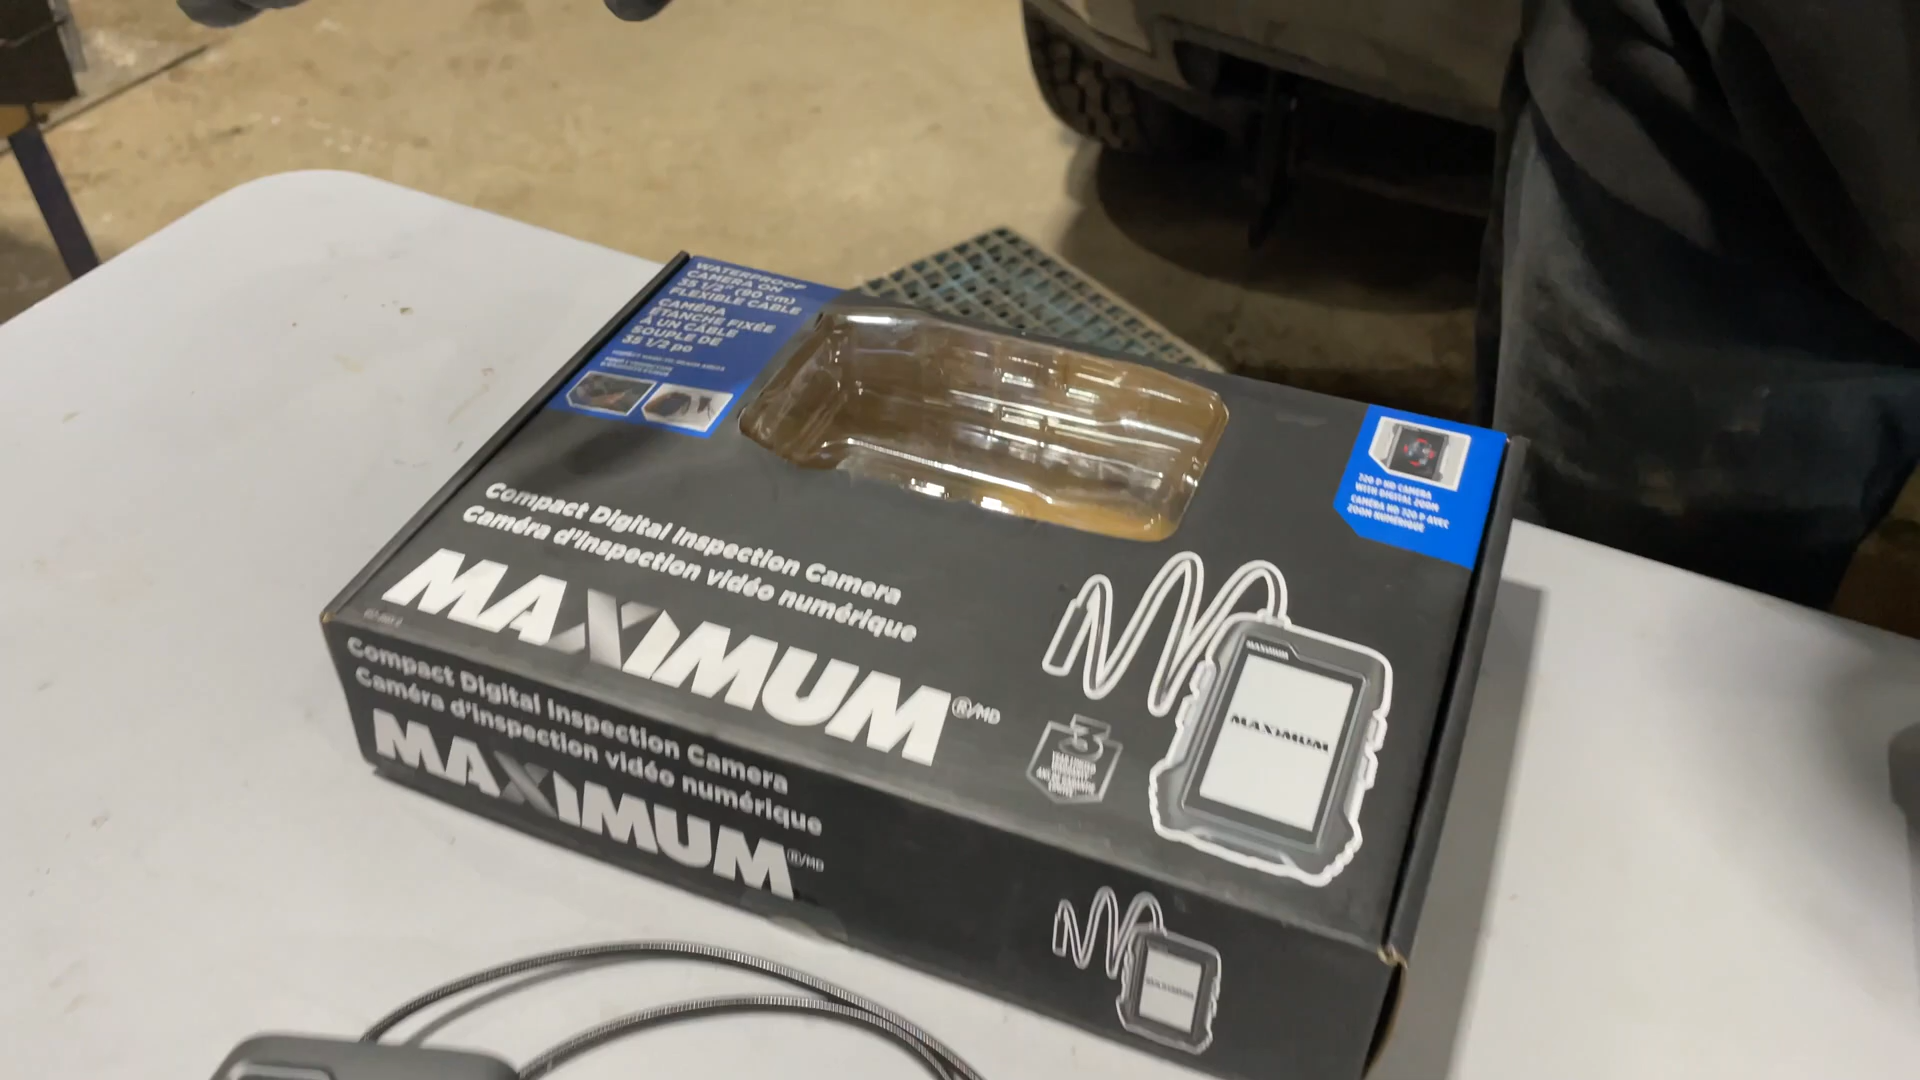 WATERPROOF
CAMERA ON
35 1/2" (90 cm)
FLEXIBLE CABLE
CAMÉRA
ÉTANCHE FIXÉE
À UN CÂBLE
SOUPLE DE
35 1/2 po
720 P HD CAMERA
WITH DIGITAL ZOOM
CAMÉRA HD 720 P AVEC
ZOOM NUMÉRIQUE
Compact Digital Inspection Camera
Caméra d'inspection vidéo numérique
MAXIMUM®/MD
MAXIMUM
MAXIMUM
3
Compact Digital Inspection Camera
Caméra d'inspection vidéo numérique
MAXIMUM®/MD
MAXIMUM